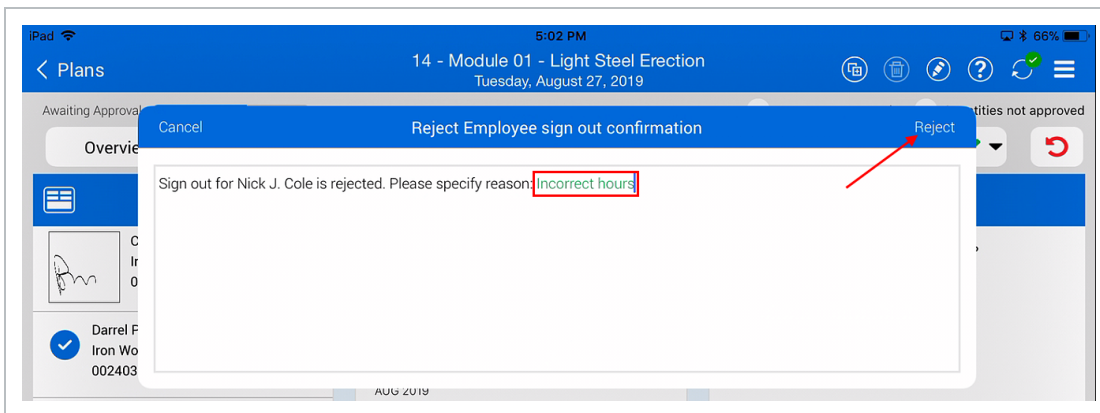 iPad 5:02 PM 66%
Plans
14 - Module 01 - Light Steel Erection
Tuesday, August 27, 2019
Awaiting Approval
tities not approved
Cancel
Reject Employee sign out confirmation
Reject
Overvie
Sign out for Nick J. Cole is rejected. Please specify reason: Incorrect hours
C
Ir
0
Darrel P
Iron Wo
002403
AUG 2019